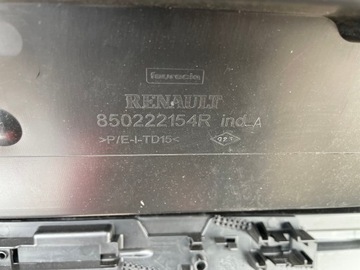 faurecia
RENAULT
850222154R ind_A
>P/E-I-TD15<